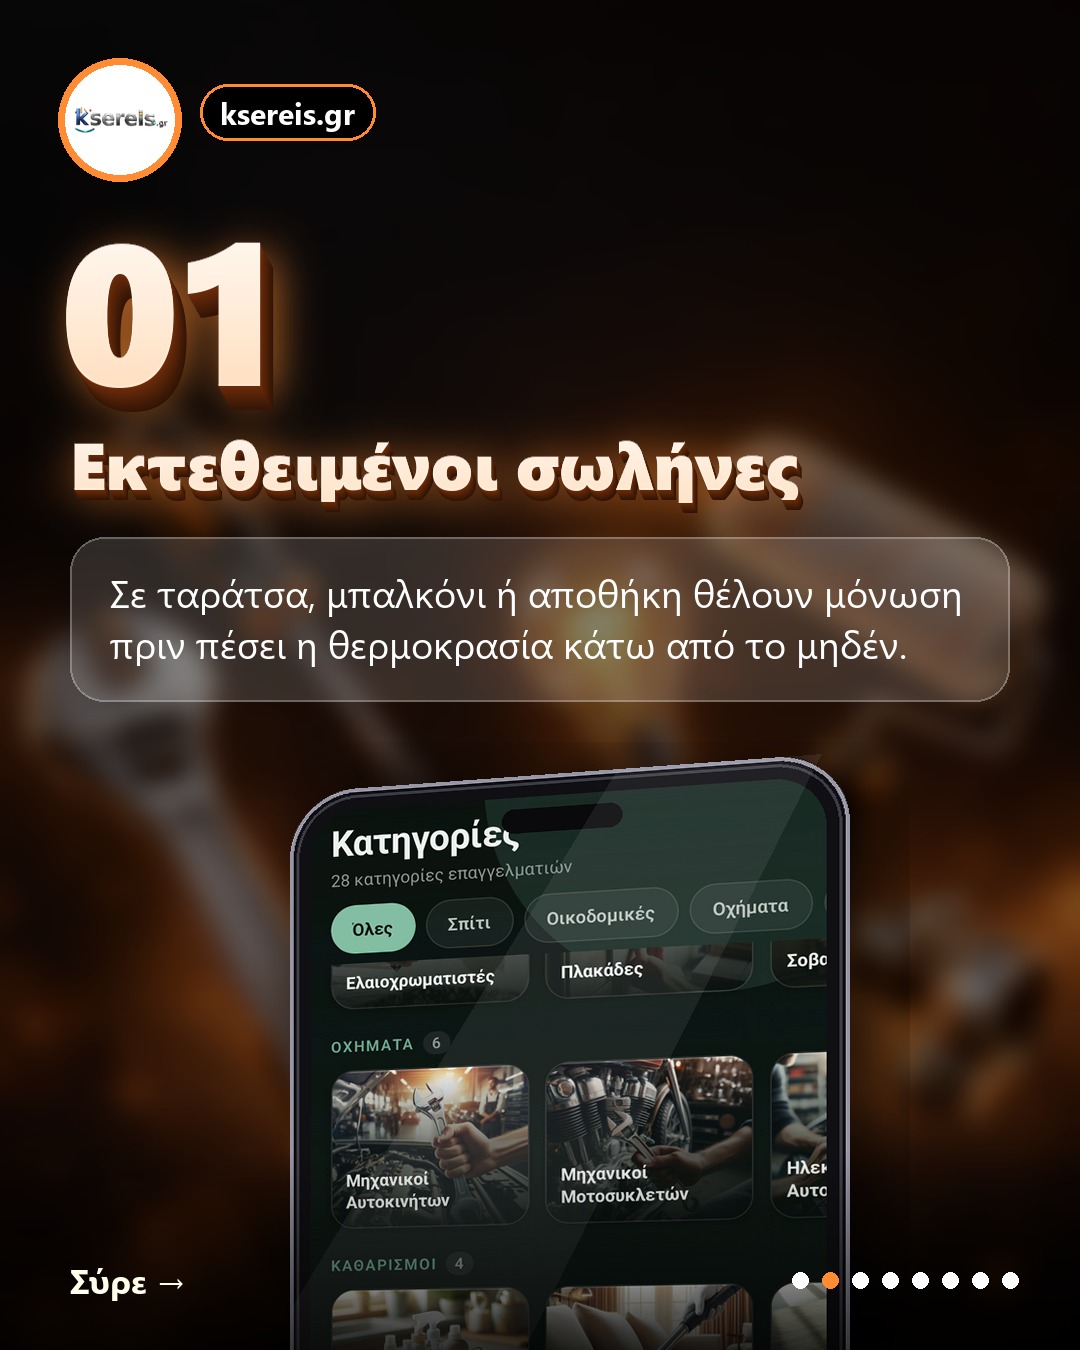 ksereis.gr
ksereis.gr
01
Εκτεθειμένοι σωλήνες
Σε ταράτσα, μπαλκόνι ή αποθήκη θέλουν μόνωση
πριν πέσει η θερμοκρασία κάτω από το μηδέν.
Κατηγορίες
28 κατηγορίες επαγγελματιών
Όλες Σπίτι Οικοδομικές Οχήματα
Ελαιοχρωματιστές Πλακάδες
ΟΧΗΜΑΤΑ 6
Μηχανικοί
Αυτοκινήτων
Μηχανικοί
Μοτοσυκλετών
ΚΑΘΑΡΙΣΜΟΙ 4
Σύρε →